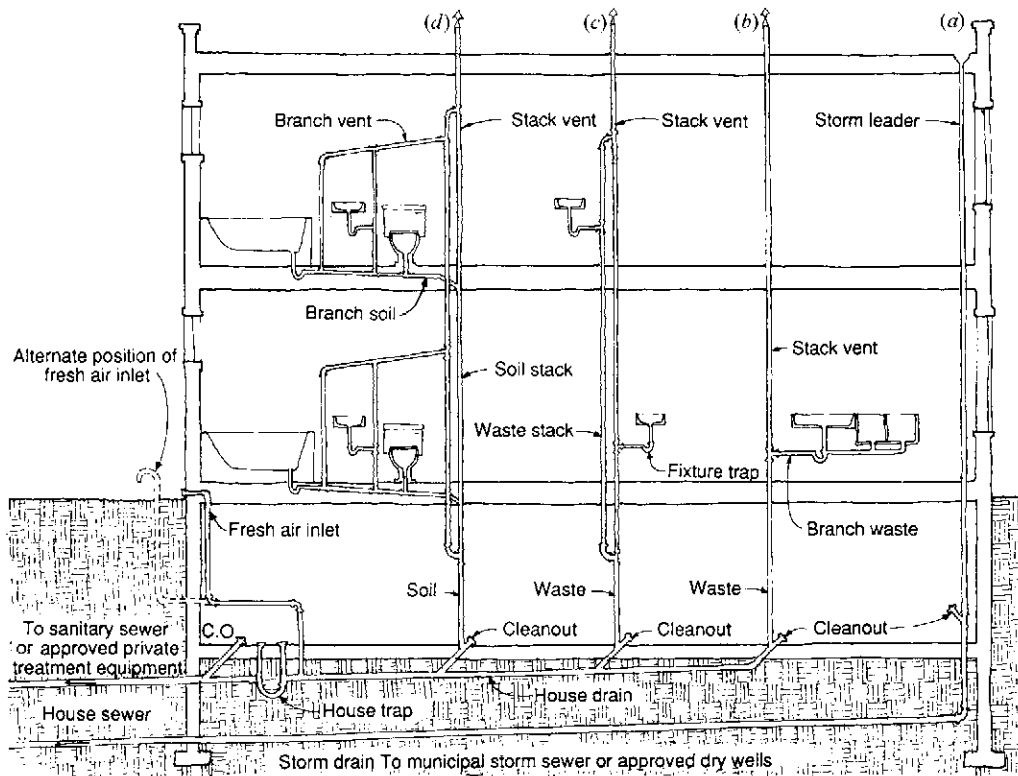 (d)
(c)
(b)
(a)
Branch vent
Stack vent
Stack vent
Storm leader
Branch soil
Alternate position of
fresh air inlet
Stack vent
Soil stack
Waste stack
Fixture trap
Fresh air inlet
Branch waste
Soil
Waste
Waste
To sanitary sewer
or approved private
treatment equipment
C.O.
Cleanout
Cleanout
Cleanout
House drain
House sewer
House trap
Storm drain To municipal storm sewer or approved dry wells